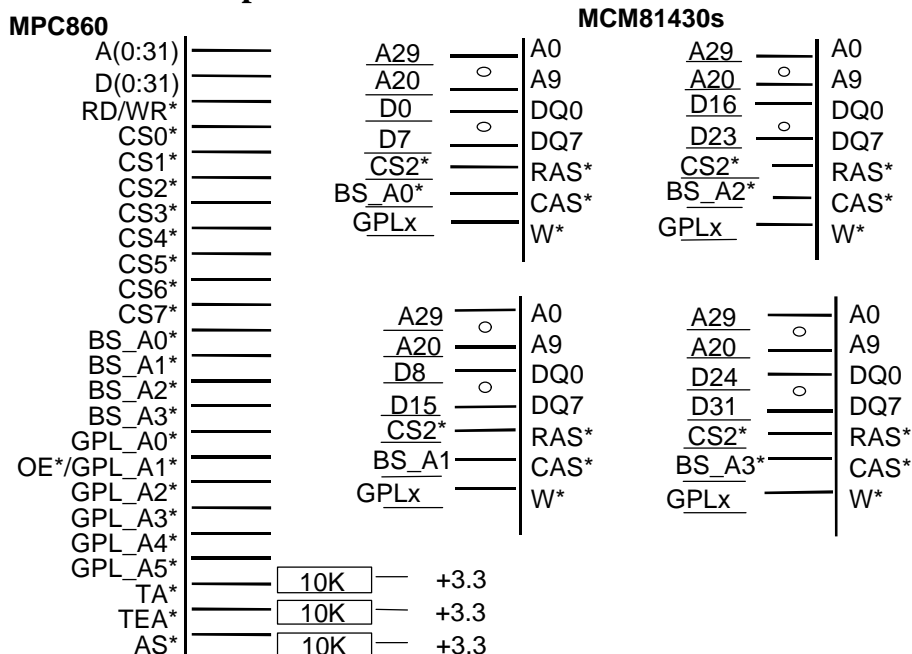 MPC860
A(0:31)
D(0:31)
RD/WR*
CS0*
CS1*
CS2*
CS3*
CS4*
CS5*
CS6*
CS7*
BS_A0*
BS_A1*
BS_A2*
BS_A3*
GPL_A0*
OE*/GPL_A1*
GPL_A2*
GPL_A3*
GPL_A4*
GPL_A5*
TA*
TEA*
AS*
10K +3.3
10K +3.3
10K +3.3
MCM81430s
A29 A0
A20 A9
D0 DQ0
D7 DQ7
CS2* RAS*
BS_A0* CAS*
GPLx W*
A29 A0
A20 A9
D16 DQ0
D23 DQ7
CS2* RAS*
BS_A2* CAS*
GPLx W*
A29 A0
A20 A9
D8 DQ0
D15 DQ7
CS2* RAS*
BS_A1 CAS*
GPLx W*
A29 A0
A20 A9
D24 DQ0
D31 DQ7
CS2* RAS*
BS_A3* CAS*
GPLx W*